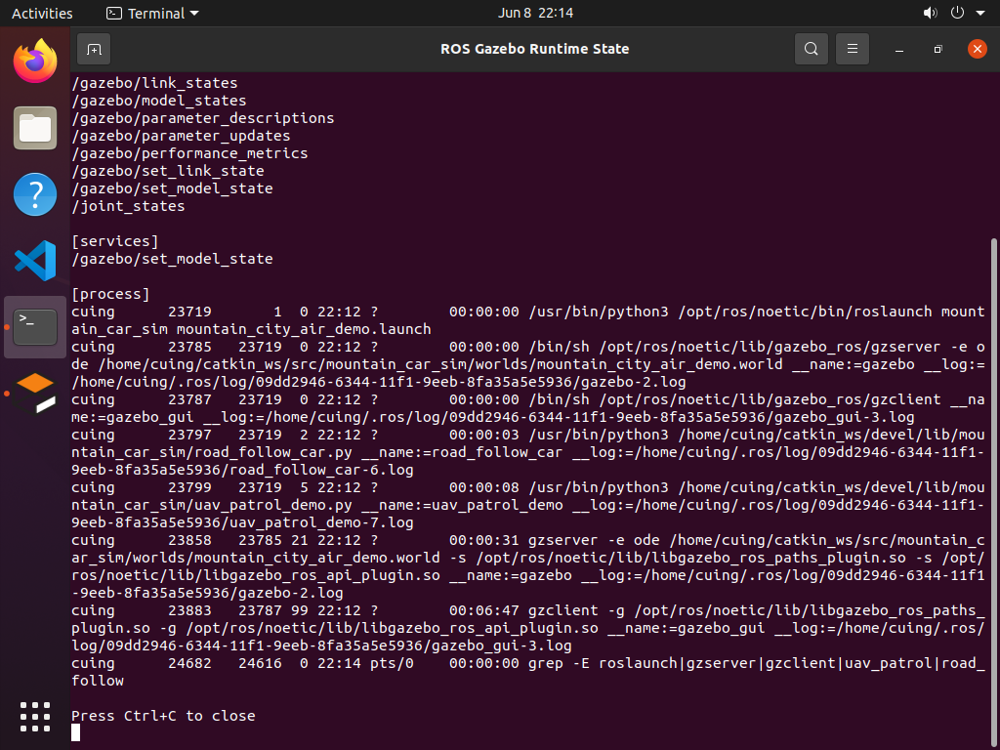 Activities
Terminal
Jun 8 22:14
ROS Gazebo Runtime State
/gazebo/link_states
/gazebo/model_states
/gazebo/parameter_descriptions
/gazebo/parameter_updates
/gazebo/performance_metrics
/gazebo/set_link_state
/gazebo/set_model_state
/joint_states
[services]
/gazebo/set_model_state
[process]
cuing      23719       1  0 22:12 ?        00:00:00 /usr/bin/python3 /opt/ros/noetic/bin/roslaunch mount
ain_car_sim mountain_city_air_demo.launch
cuing      23785   23719  0 22:12 ?        00:00:00 /bin/sh /opt/ros/noetic/lib/gazebo_ros/gzserver -e o
de /home/cuing/catkin_ws/src/mountain_car_sim/worlds/mountain_city_air_demo.world __name:=gazebo __log:=
/home/cuing/.ros/log/09dd2946-6344-11f1-9eeb-8fa35a5e5936/gazebo-2.log
cuing      23787   23719  0 22:12 ?        00:00:00 /bin/sh /opt/ros/noetic/lib/gazebo_ros/gzclient __na
me:=gazebo_gui __log:=/home/cuing/.ros/log/09dd2946-6344-11f1-9eeb-8fa35a5e5936/gazebo_gui-3.log
cuing      23797   23719  2 22:12 ?        00:00:03 /usr/bin/python3 /home/cuing/catkin_ws/devel/lib/mou
ntain_car_sim/road_follow_car.py __name:=road_follow_car __log:=/home/cuing/.ros/log/09dd2946-6344-11f1-
9eeb-8fa35a5e5936/road_follow_car-6.log
cuing      23799   23719  5 22:12 ?        00:00:08 /usr/bin/python3 /home/cuing/catkin_ws/devel/lib/mou
ntain_car_sim/uav_patrol_demo.py __name:=uav_patrol_demo __log:=/home/cuing/.ros/log/09dd2946-6344-11f1-
9eeb-8fa35a5e5936/uav_patrol_demo-7.log
cuing      23858   23785 21 22:12 ?        00:00:31 gzserver -e ode /home/cuing/catkin_ws/src/mountain_c
ar_sim/worlds/mountain_city_air_demo.world -s /opt/ros/noetic/lib/libgazebo_ros_paths_plugin.so -s /opt/
ros/noetic/lib/libgazebo_ros_api_plugin.so __name:=gazebo __log:=/home/cuing/.ros/log/09dd2946-6344-11f1
-9eeb-8fa35a5e5936/gazebo-2.log
cuing      23883   23787 99 22:12 ?        00:06:47 gzclient -g /opt/ros/noetic/lib/libgazebo_ros_paths_
plugin.so -g /opt/ros/noetic/lib/libgazebo_ros_api_plugin.so __name:=gazebo_gui __log:=/home/cuing/.ros/
log/09dd2946-6344-11f1-9eeb-8fa35a5e5936/gazebo_gui-3.log
cuing      24682   24616  0 22:14 pts/0    00:00:00 grep -E roslaunch|gzserver|gzclient|uav_patrol|road_
follow
Press Ctrl+C to close